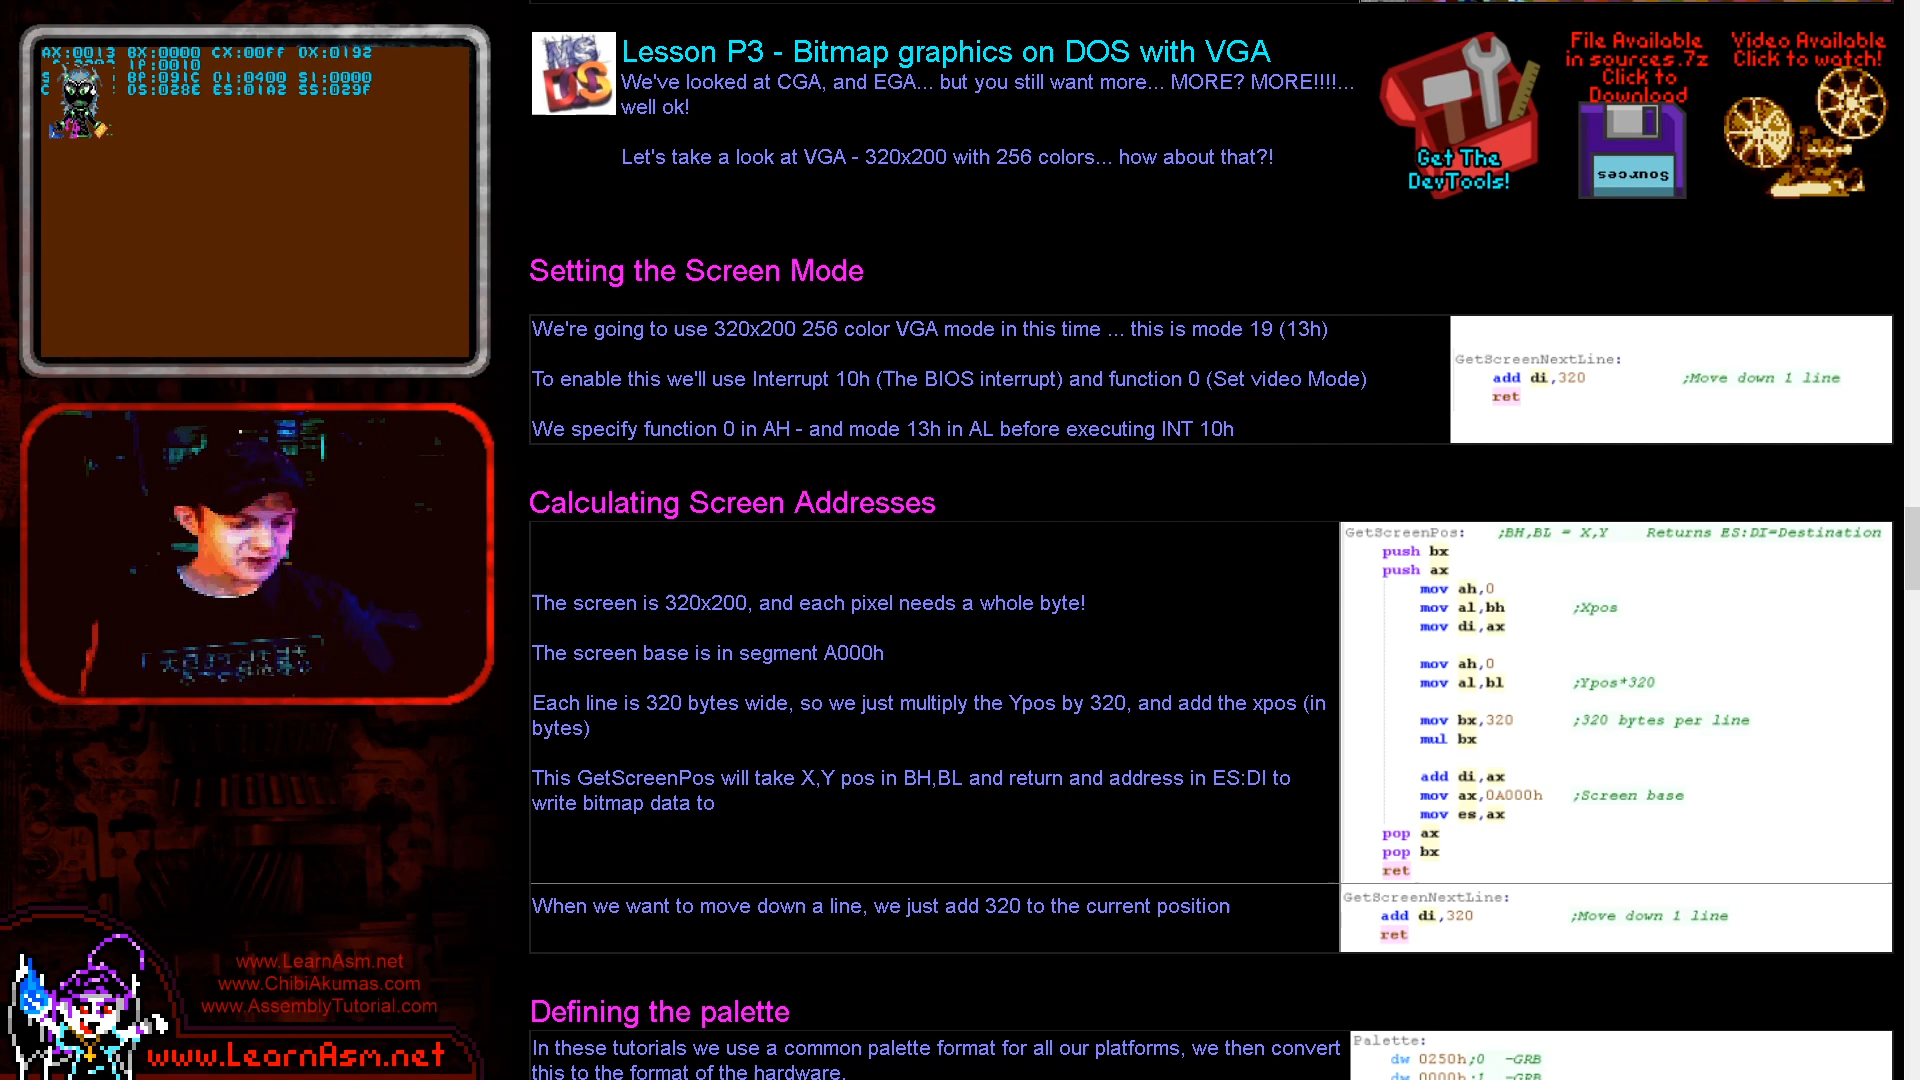 AX:0013 BX:0000 CX:00FF DX:0192
IP:0010
BP:091C DI:0400 SI:0000
DS:028E ES:01A2 SS:029F
MS
DOS
Lesson P3 - Bitmap graphics on DOS with VGA
We've looked at CGA, and EGA... but you still want more... MORE? MORE!!!!...
well ok!
Let's take a look at VGA - 320x200 with 256 colors... how about that?!
Get The
DevTools!
File Available
in sources.7z
Click to
Download
Sources
Video Available
Click to watch!
Setting the Screen Mode
We're going to use 320x200 256 color VGA mode in this time ... this is mode 19 (13h)
To enable this we'll use Interrupt 10h (The BIOS interrupt) and function 0 (Set video Mode)
We specify function 0 in AH - and mode 13h in AL before executing INT 10h
GetScreenNextLine:
add di,320 ;Move down 1 line
ret
Calculating Screen Addresses
The screen is 320x200, and each pixel needs a whole byte!
The screen base is in segment A000h
Each line is 320 bytes wide, so we just multiply the Ypos by 320, and add the xpos (in
bytes)
This GetScreenPos will take X,Y pos in BH,BL and return and address in ES:DI to
write bitmap data to
GetScreenPos: ;BH,BL = X,Y Returns ES:DI=Destination
push bx
push ax
mov ah,0
mov al,bh ;Xpos
mov di,ax
mov ah,0
mov al,bl ;Ypos*320
mov bx,320 ;320 bytes per line
mul bx
add di,ax
mov ax,0A000h ;Screen base
mov es,ax
pop ax
pop bx
ret
When we want to move down a line, we just add 320 to the current position
GetScreenNextLine:
add di,320 ;Move down 1 line
ret
Defining the palette
In these tutorials we use a common palette format for all our platforms, we then convert
this to the format of the hardware.
Palette:
dw 0250h;0 -GRB
dw 0000h;1 -GRB
www.LearnAsm.net
www.ChibiAkumas.com
www.AssemblyTutorial.com
www.LearnAsm.net